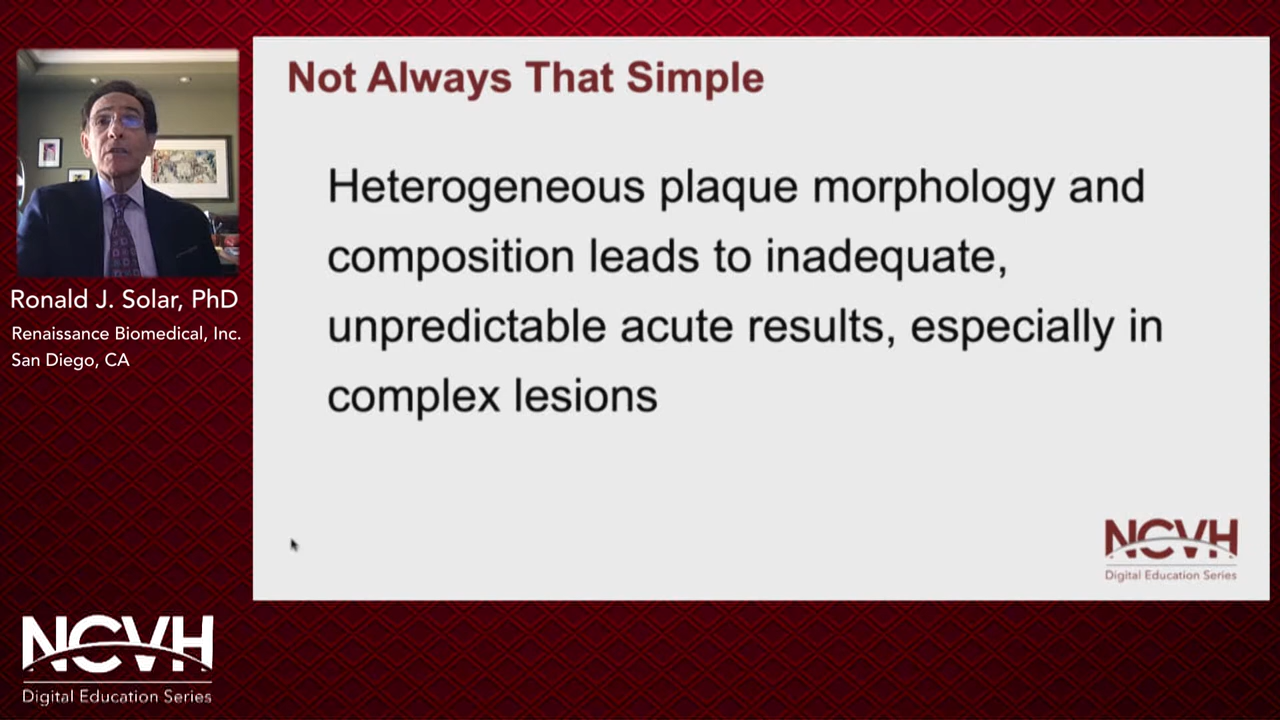 Not Always That Simple
Heterogeneous plaque morphology and
composition leads to inadequate,
unpredictable acute results, especially in
complex lesions
NCVH
Digital Education Series
Ronald J. Solar, PhD
Renaissance Biomedical, Inc.
San Diego, CA
NCVH
Digital Education Series